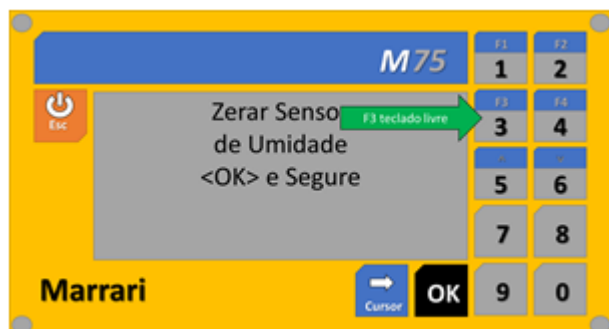 M75
F1 F2
1 2
Esc
Zerar Senso
F3 teclado livre
F3 F4
3 4
de Umidade
<OK> e Segure
5 6
7 8
Marrari
Cursor
OK
9 0